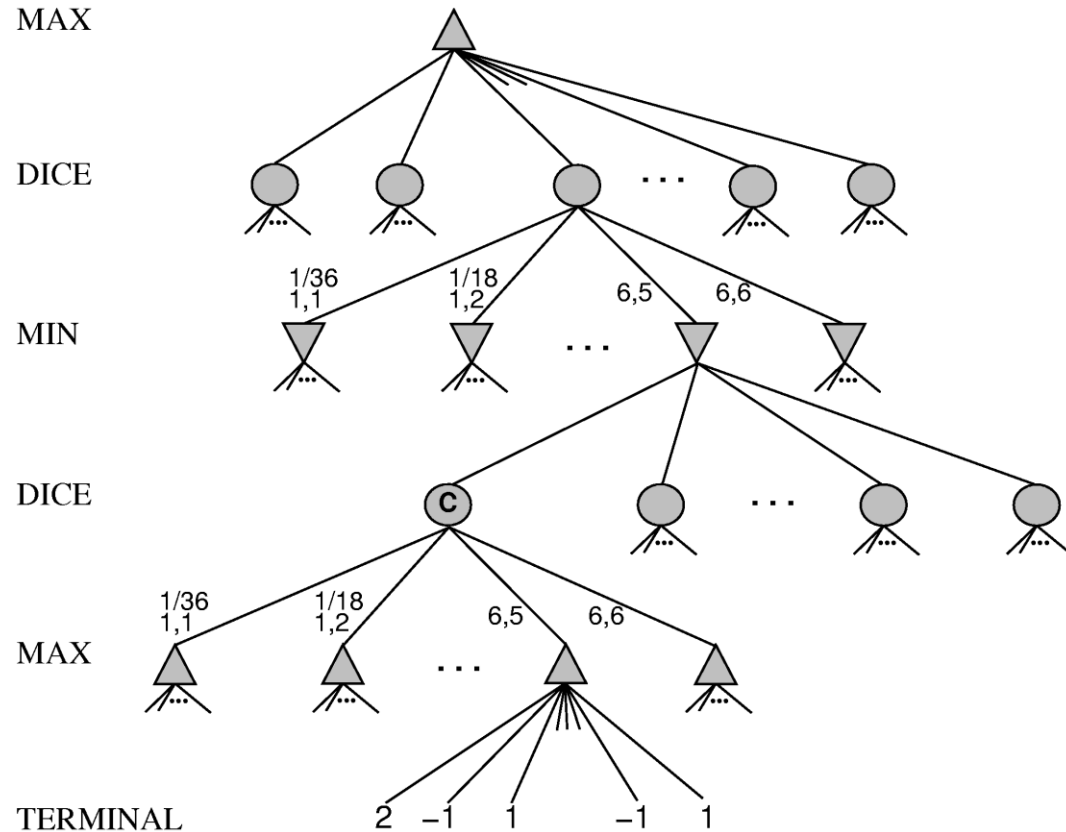 MAX
DICE
...
1/36 1/18
1,1 1,2 6,5 6,6
MIN
...
DICE
C
...
1/36 1/18
1,1 1,2 6,5 6,6
MAX
...
TERMINAL 2 −1 1 −1 1